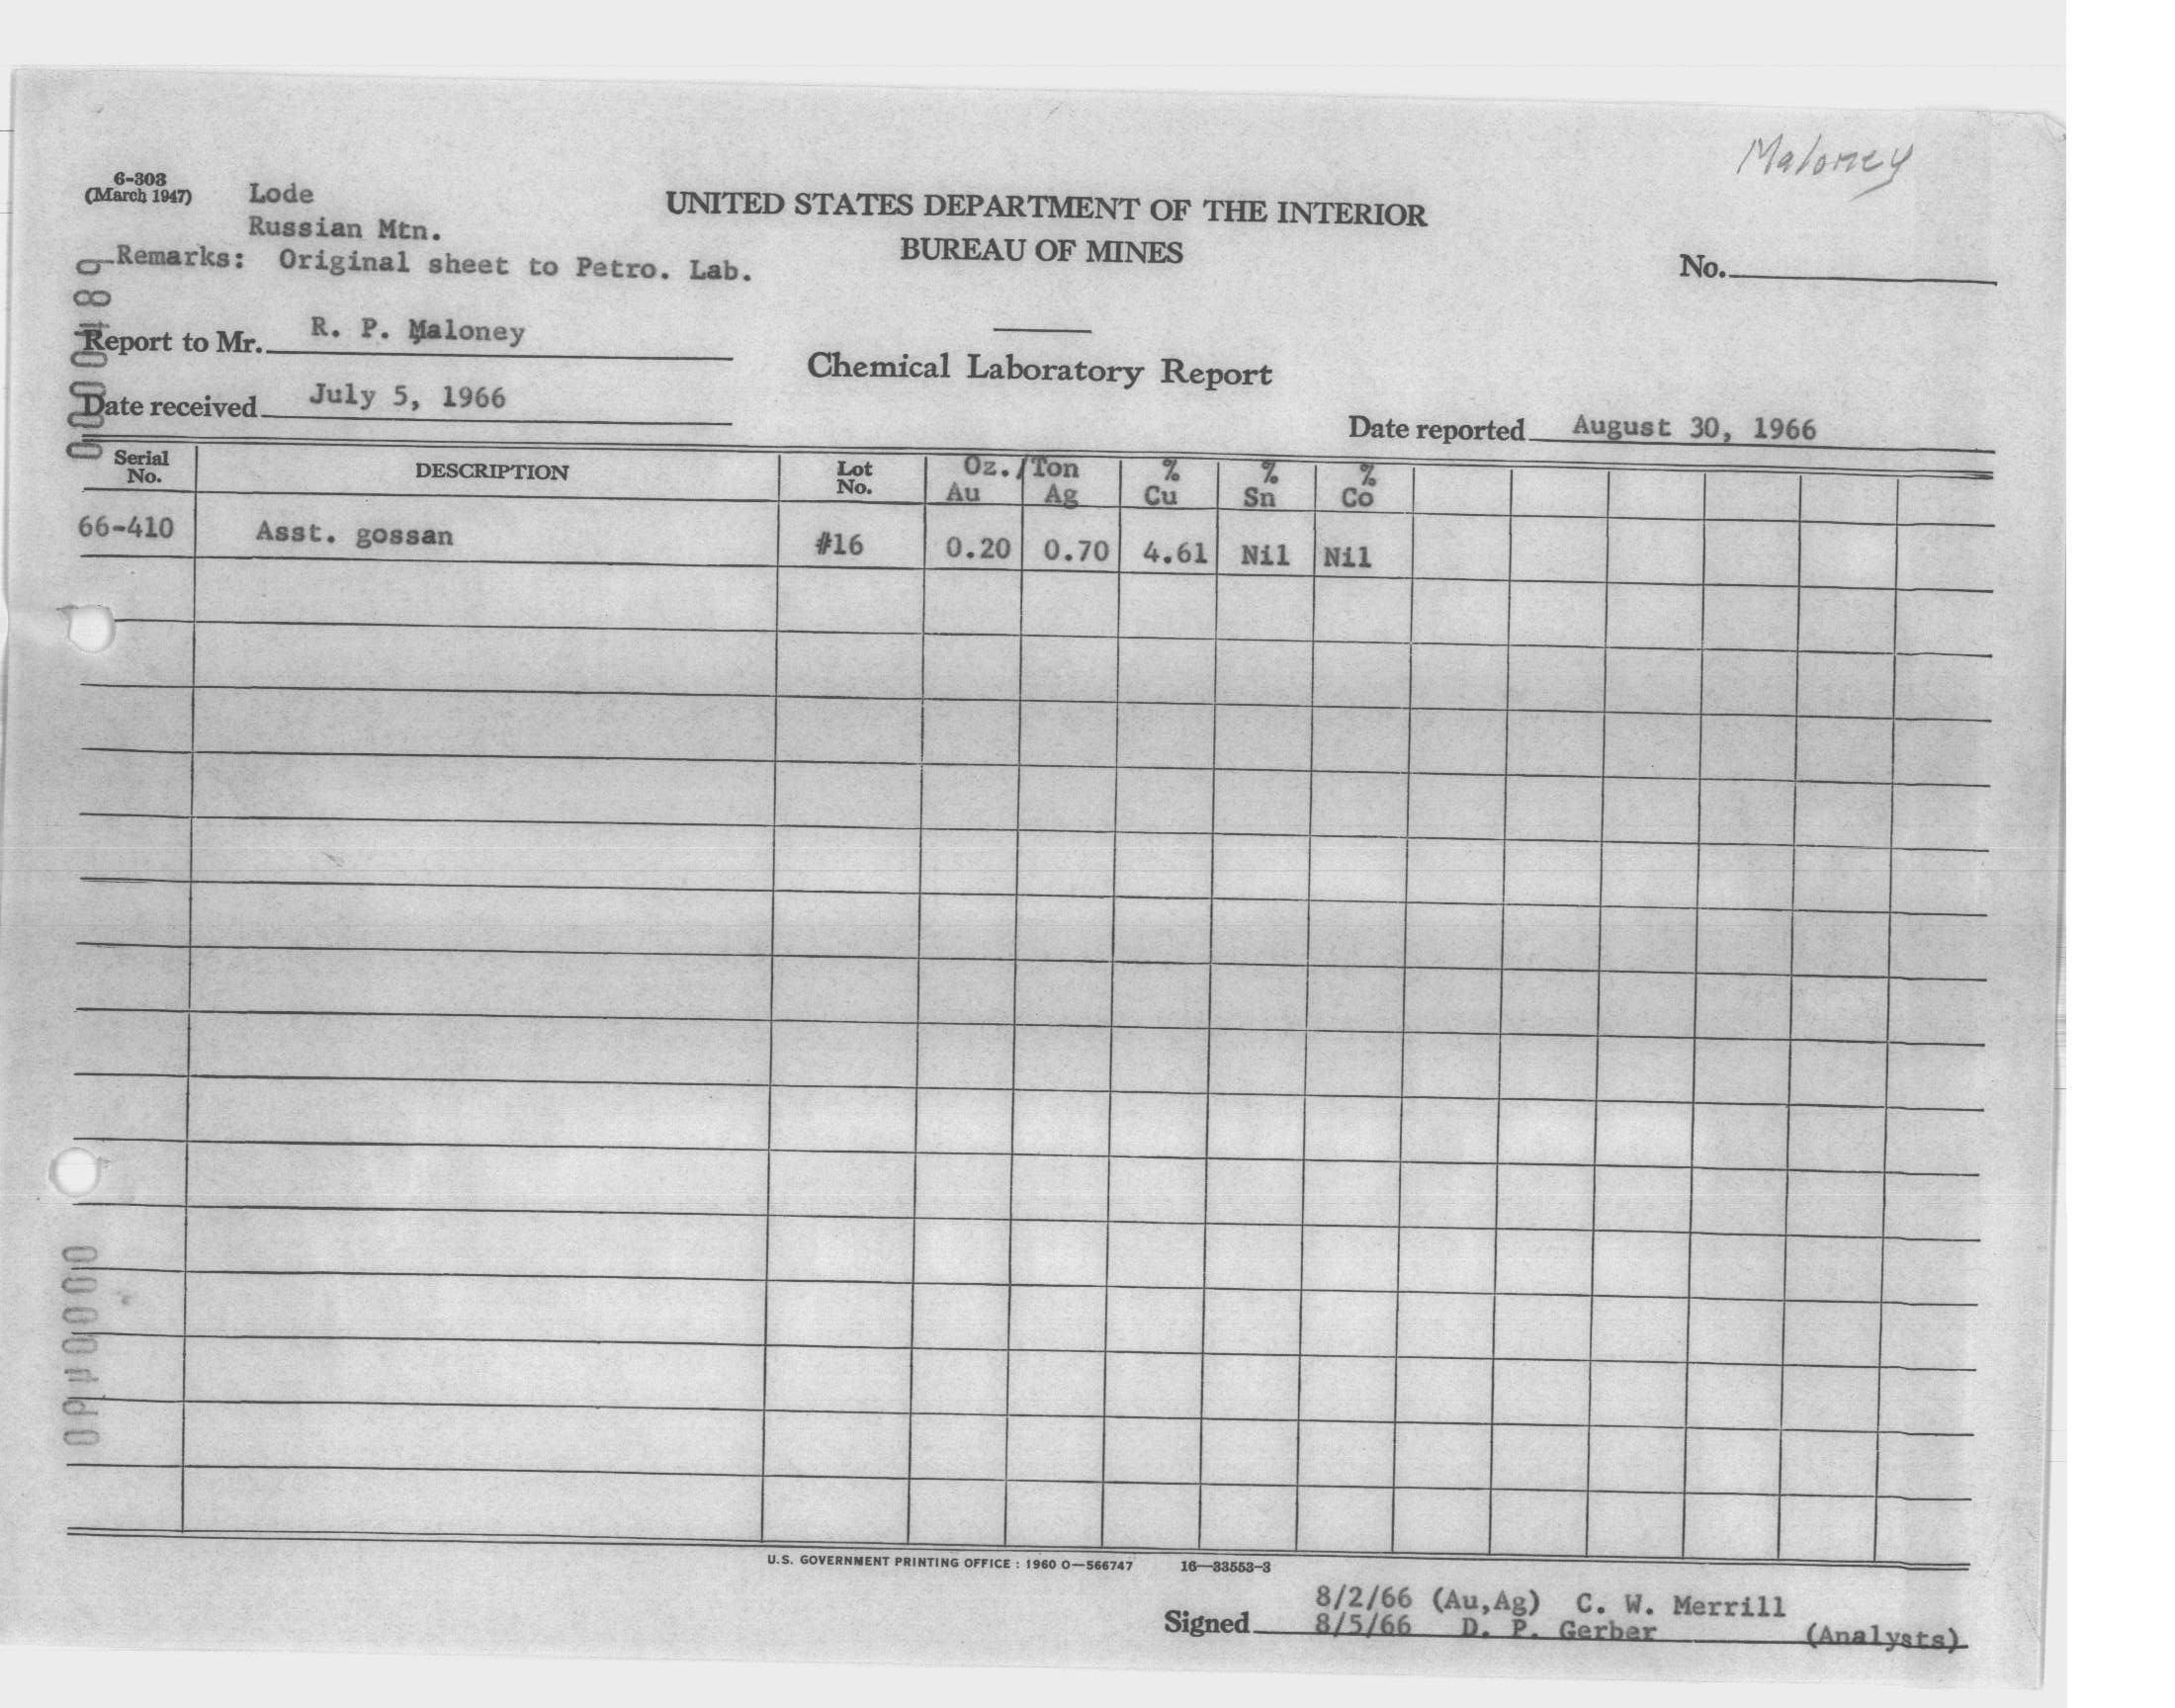 Maloney
6-303
(March 1947)
Lode
Russian Mtn.
Remarks: Original sheet to Petro. Lab.
UNITED STATES DEPARTMENT OF THE INTERIOR
BUREAU OF MINES
No.
Report to Mr. R. P. Maloney
Chemical Laboratory Report
Date received July 5, 1966
Date reported August 30, 1966
Serial No. DESCRIPTION Lot No. Oz./Ton Au Ag % Cu % Sn % Co
66-410 Asst. gossan #16 0.20 0.70 4.61 Nil Nil
U.S. GOVERNMENT PRINTING OFFICE : 1960 O—566747 16—33553-3
8/2/66 (Au,Ag) C. W. Merrill
Signed 8/5/66 D. P. Gerber (Analysts)